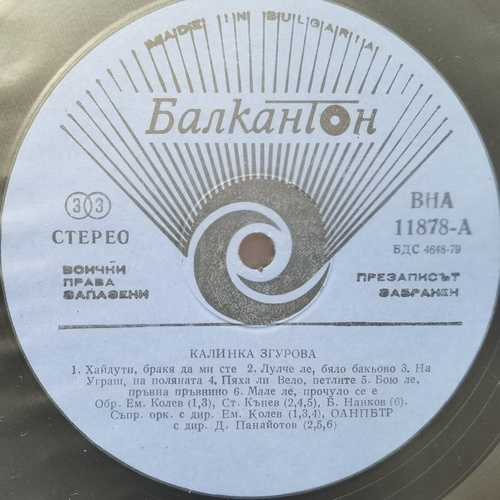 MADE IN BULGARIA
Балкантон
33
СТЕРЕО
ВНА
11878-А
БДС 4648-79
ВСИЧКИ
ПРАВА
ЗАПАЗЕНИ
ПРЕЗАПИСЪТ
ЗАБРАНЕН
КАЛИНКА ЗГУРОВА
1. Хайдути, бракя да ми сте 2. Лулче ле, бяло бакьово 3. На
Уграш, на поляната 4. Пяха ли Вело, петлите 5. Бою ле,
пръвна пръвнино 6. Мале ле, прочуло се е
Обр. Ем. Колев (1,3), Ст. Кънев (2,4,5), Б. Нанков (6).
Съпр. орк. с дир. Ем. Колев (1,3,4), ОАНПБТР
с дир. Д. Панайотов (2,5,6)